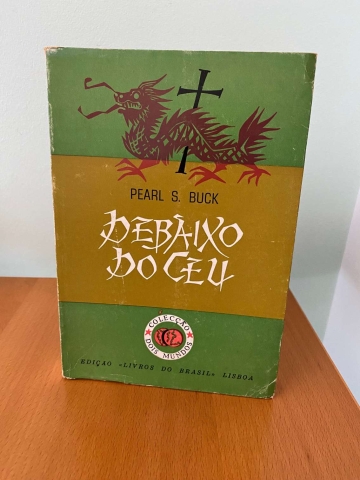 PEARL S. BUCK
DEBAIXO
DO CÉU
COLECÇÃO
DOIS MUNDOS
EDIÇÃO «LIVROS DO BRASIL» LISBOA